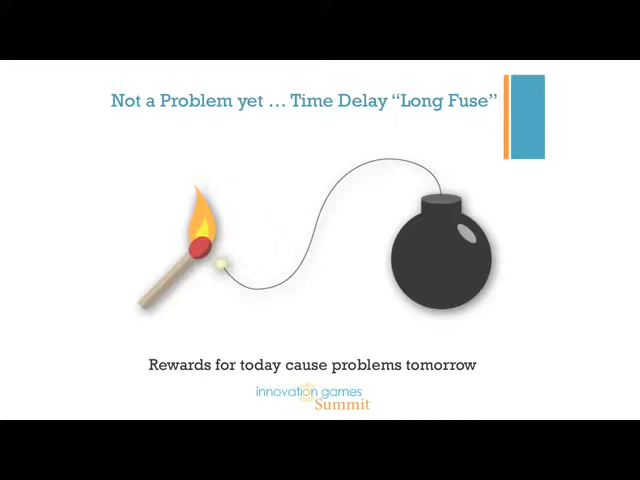 Not a Problem yet … Time Delay “Long Fuse”
Rewards for today cause problems tomorrow
innovation games
Summit